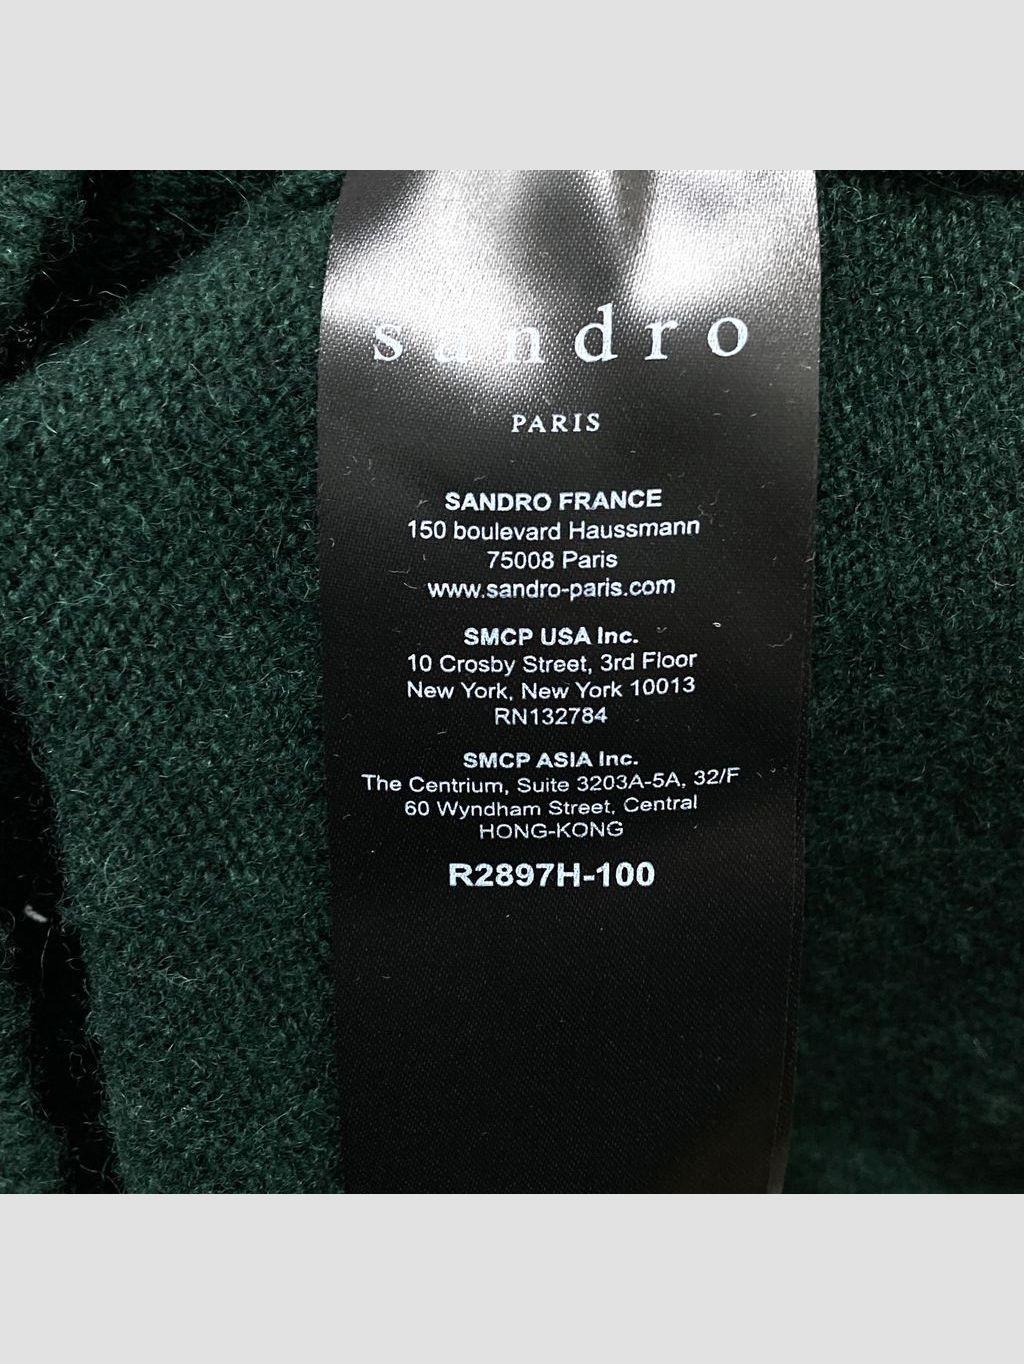 sandro
PARIS
SANDRO FRANCE
150 boulevard Haussmann
75008 Paris
www.sandro-paris.com
SMCP USA Inc.
10 Crosby Street, 3rd Floor
New York, New York 10013
RN132784
SMCP ASIA Inc.
The Centrium, Suite 3203A-5A, 32/F
60 Wyndham Street, Central
HONG-KONG
R2897H-100